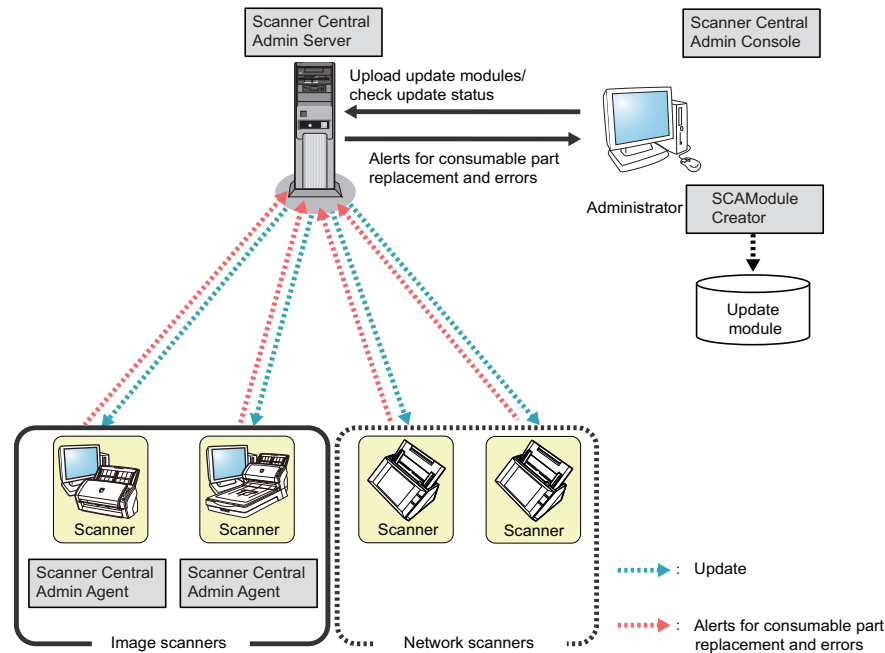 Scanner Central
Admin Server
Scanner Central
Admin Console
Upload update modules/
check update status
Alerts for consumable part
replacement and errors
Administrator
SCAModule
Creator
Update
module
Scanner
Scanner
Scanner
Scanner
Scanner Central
Admin Agent
Scanner Central
Admin Agent
Image scanners
Network scanners
: Update
: Alerts for consumable part
replacement and errors